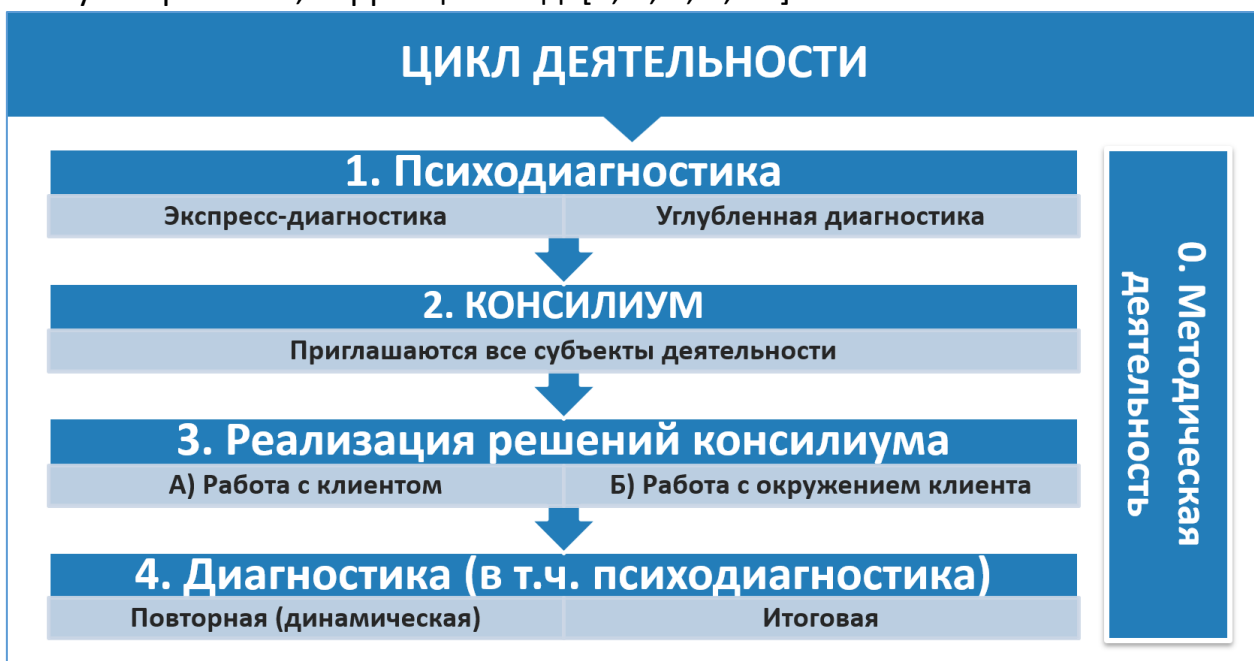 ЦИКЛ ДЕЯТЕЛЬНОСТИ
1. Психодиагностика
Экспресс-диагностика
Углубленная диагностика
2. КОНСИЛИУМ
Приглашаются все субъекты деятельности
3. Реализация решений консилиума
А) Работа с клиентом
Б) Работа с окружением клиента
4. Диагностика (в т.ч. психодиагностика)
Повторная (динамическая)
Итоговая
0. Методическая
деятельность